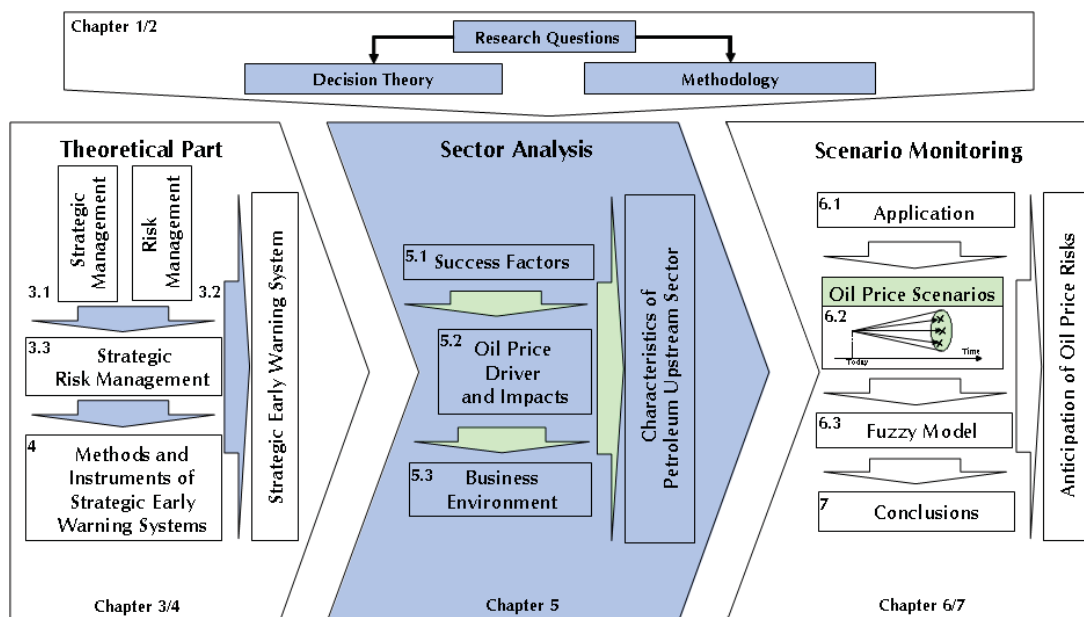 Chapter 1/2
Research Questions
Decision Theory
Methodology
Theoretical Part
Strategic
Management
Risk
Management
3.1
3.2
3.3
Strategic
Risk Management
4
Methods and
Instruments of
Strategic Early
Warning Systems
Strategic Early Warning System
Chapter 3/4
Sector Analysis
5.1
Success Factors
5.2
Oil Price
Driver
and Impacts
5.3
Business
Environment
Characteristics of
Petroleum Upstream Sector
Chapter 5
Scenario Monitoring
6.1
Application
Oil Price Scenarios
6.2
Today
Time
6.3
Fuzzy Model
7
Conclusions
Anticipation of Oil Price Risks
Chapter 6/7